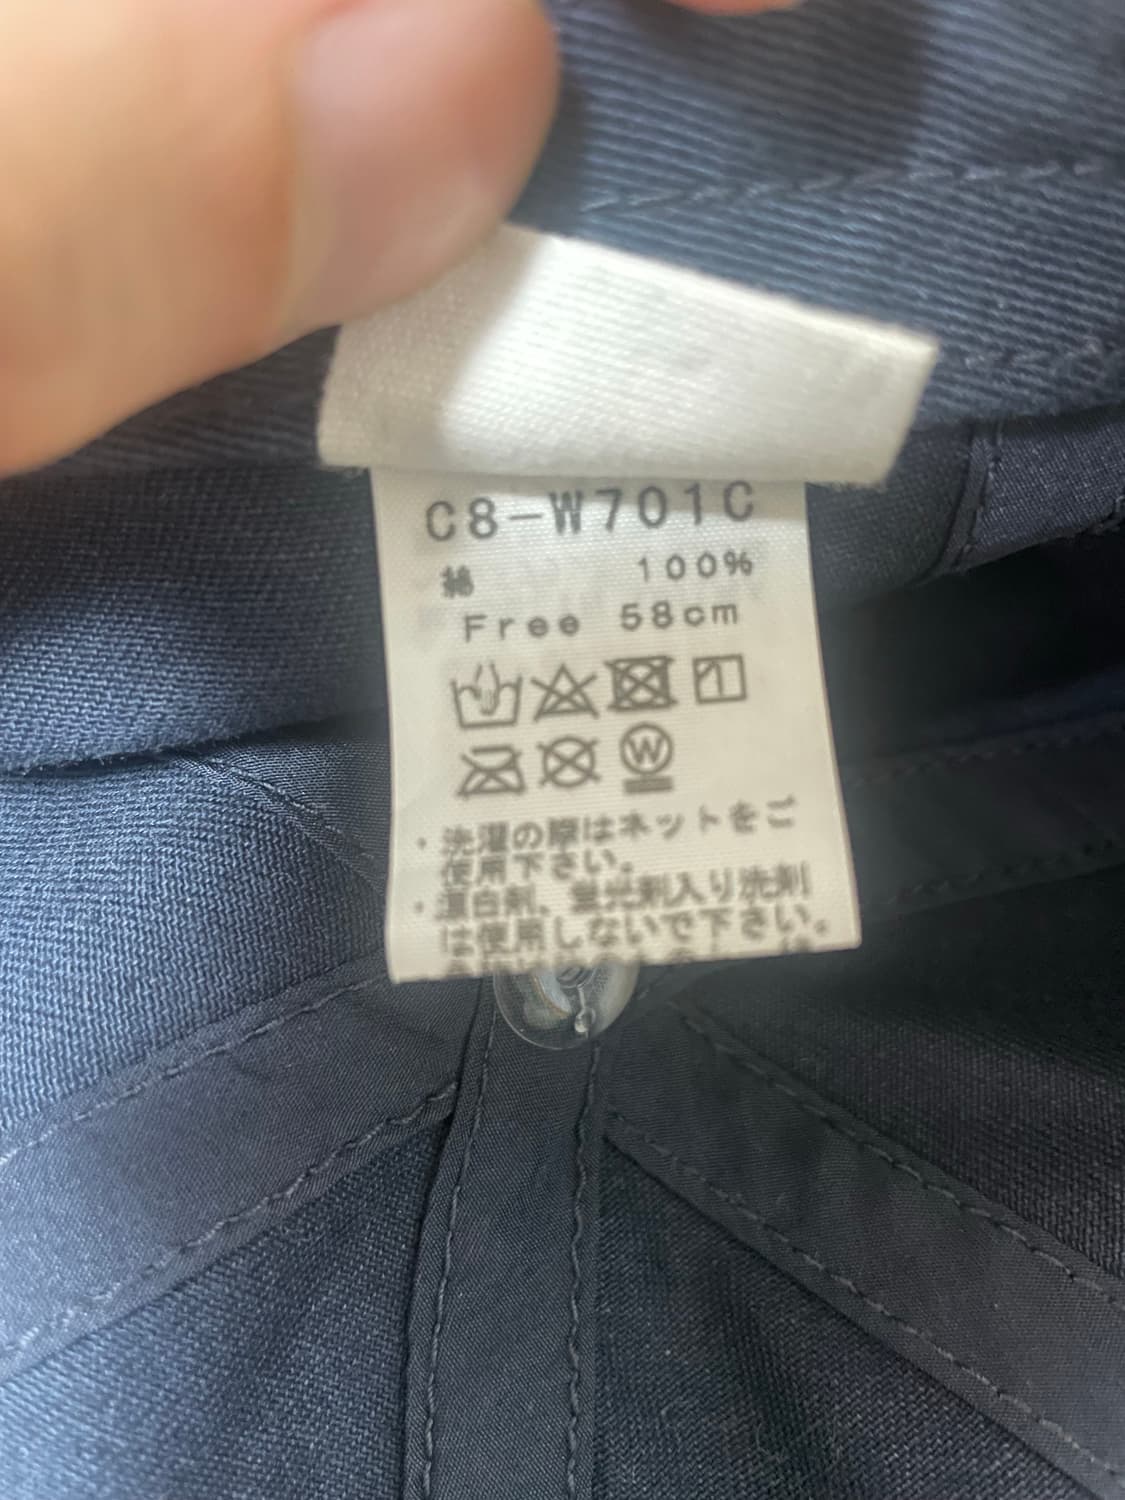 C8-W701C
綿 100%
Free 58cm
W
・洗濯の際はネットをご
使用下さい。
・漂白剤、蛍光剤入り洗剤
は使用しないで下さい。